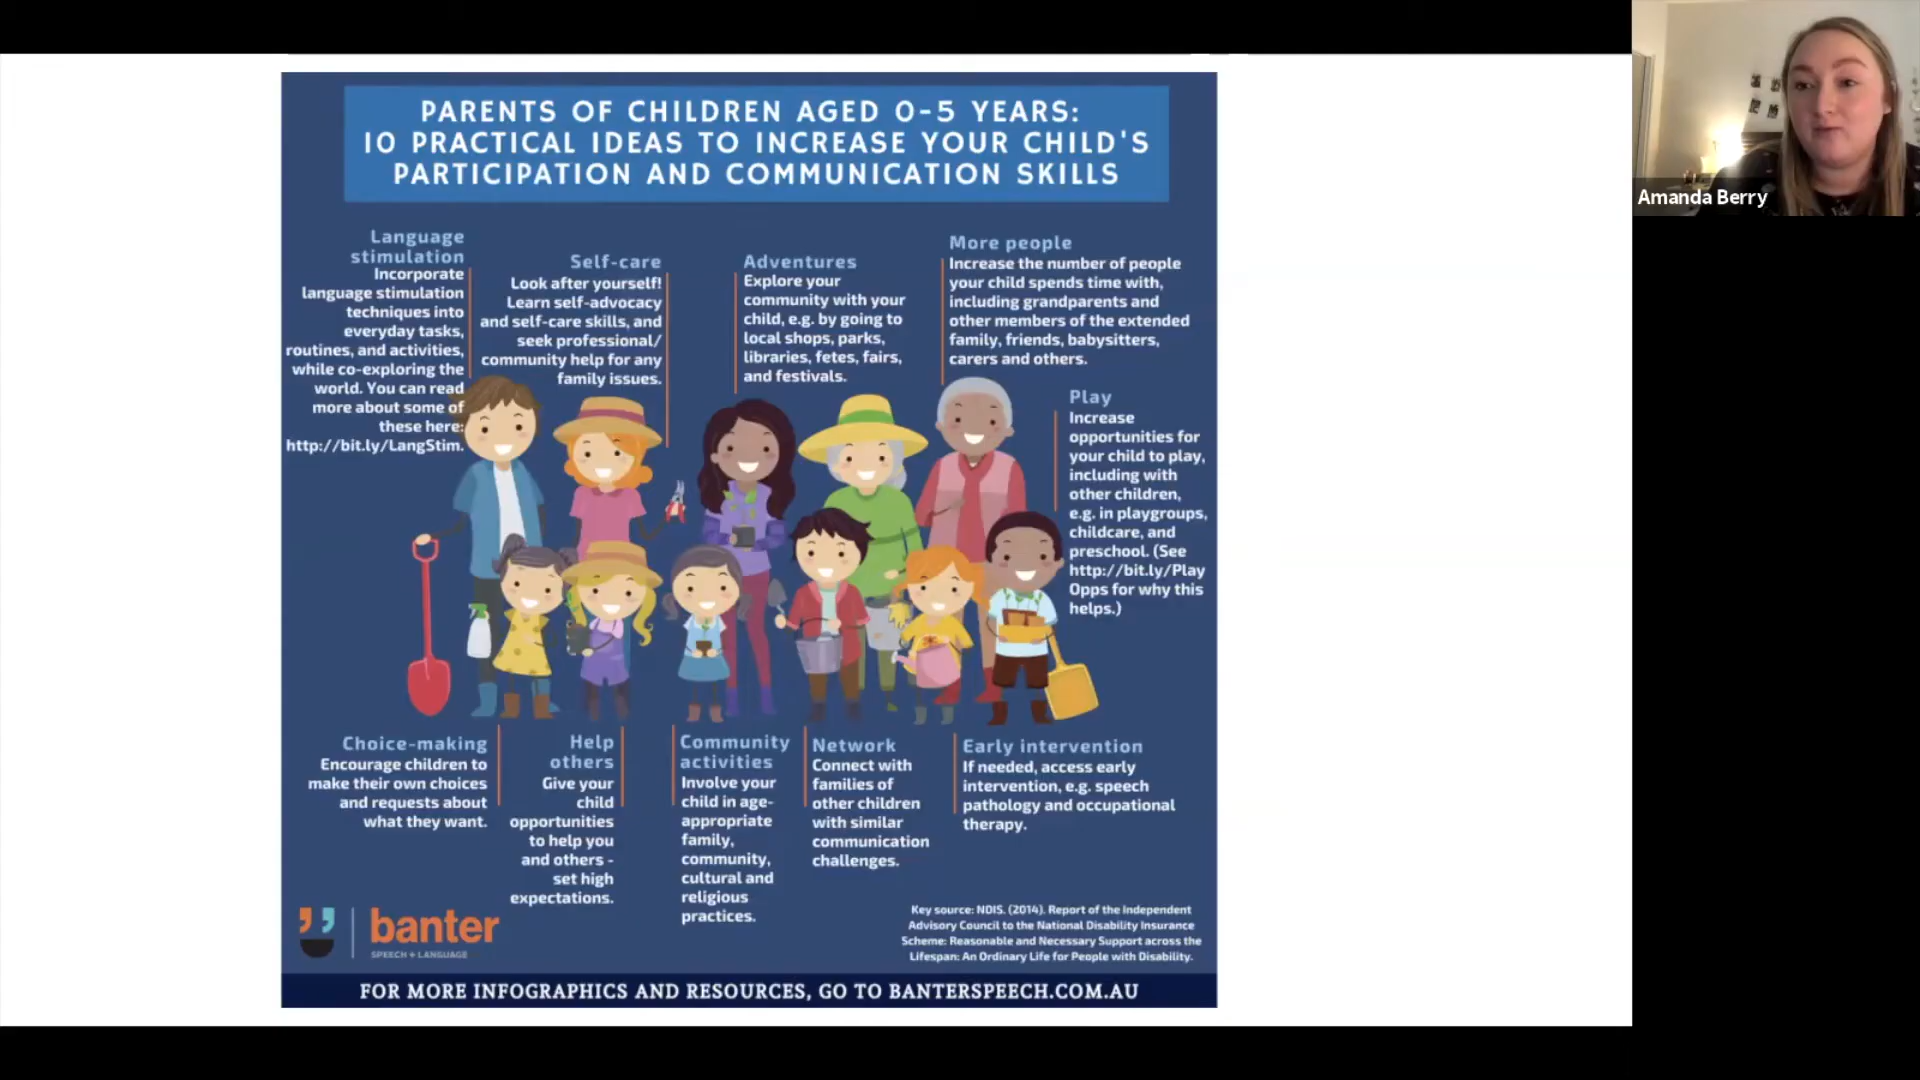 PARENTS OF CHILDREN AGED 0-5 YEARS:
10 PRACTICAL IDEAS TO INCREASE YOUR CHILD'S
PARTICIPATION AND COMMUNICATION SKILLS
Language
stimulation
Incorporate
language stimulation
techniques into
everyday tasks,
routines, and activities,
while co-exploring the
world. You can read
more about some of
these here:
http://bit.ly/LangStim.
Self-care
Look after yourself!
Learn self-advocacy
and self-care skills, and
seek professional/
community help for any
family issues.
Adventures
Explore your
community with your
child, e.g. by going to
local shops, parks,
libraries, fetes, fairs,
and festivals.
More people
Increase the number of people
your child spends time with,
including grandparents and
other members of the extended
family, friends, babysitters,
carers and others.
Play
Increase
opportunities for
your child to play,
including with
other children,
e.g. in playgroups,
childcare, and
preschool. (See
http://bit.ly/Play
Opps for why this
helps.)
Choice-making
Encourage children to
make their own choices
and requests about
what they want.
Help
others
Give your
child
opportunities
to help you
and others -
set high
expectations.
Community
activities
Involve your
child in age-
appropriate
family,
community,
cultural and
religious
practices.
Network
Connect with
families of
other children
with similar
communication
challenges.
Early intervention
If needed, access early
intervention, e.g. speech
pathology and occupational
therapy.
banter
SPEECH + LANGUAGE
Key source: NDIS. (2014). Report of the Independent
Advisory Council to the National Disability Insurance
Scheme: Reasonable and Necessary Support across the
Lifespan: An Ordinary Life for People with Disability.
FOR MORE INFOGRAPHICS AND RESOURCES, GO TO BANTERSPEECH.COM.AU
Amanda Berry